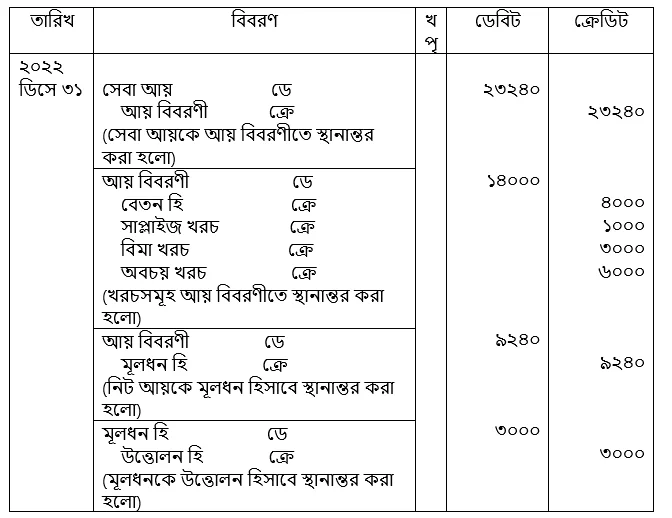 তারিখ বিবরণ খ পৃ ডেবিট ক্রেডিট
২০২২
ডিসে ৩১ সেবা আয় ডে ২৩২৪০
আয় বিবরণী ক্রে ২৩২৪০
(সেবা আয়কে আয় বিবরণীতে স্থানান্তর
করা হলো)
আয় বিবরণী ডে ১৪০০০
বেতন হি ক্রে ৪০০০
সাপ্লাইজ খরচ ক্রে ১০০০
বিমা খরচ ক্রে ৩০০০
অবচয় খরচ ক্রে ৬০০০
(খরচসমূহ আয় বিবরণীতে স্থানান্তর করা
হলো)
আয় বিবরণী ডে ৯২৪০
মূলধন হি ক্রে ৯২৪০
(নিট আয়কে মূলধন হিসাবে স্থানান্তর করা
হলো)
মূলধন হি ডে ৩০০০
উত্তোলন হি ক্রে ৩০০০
(মূলধনকে উত্তোলন হিসাবে স্থানান্তর করা
হলো)